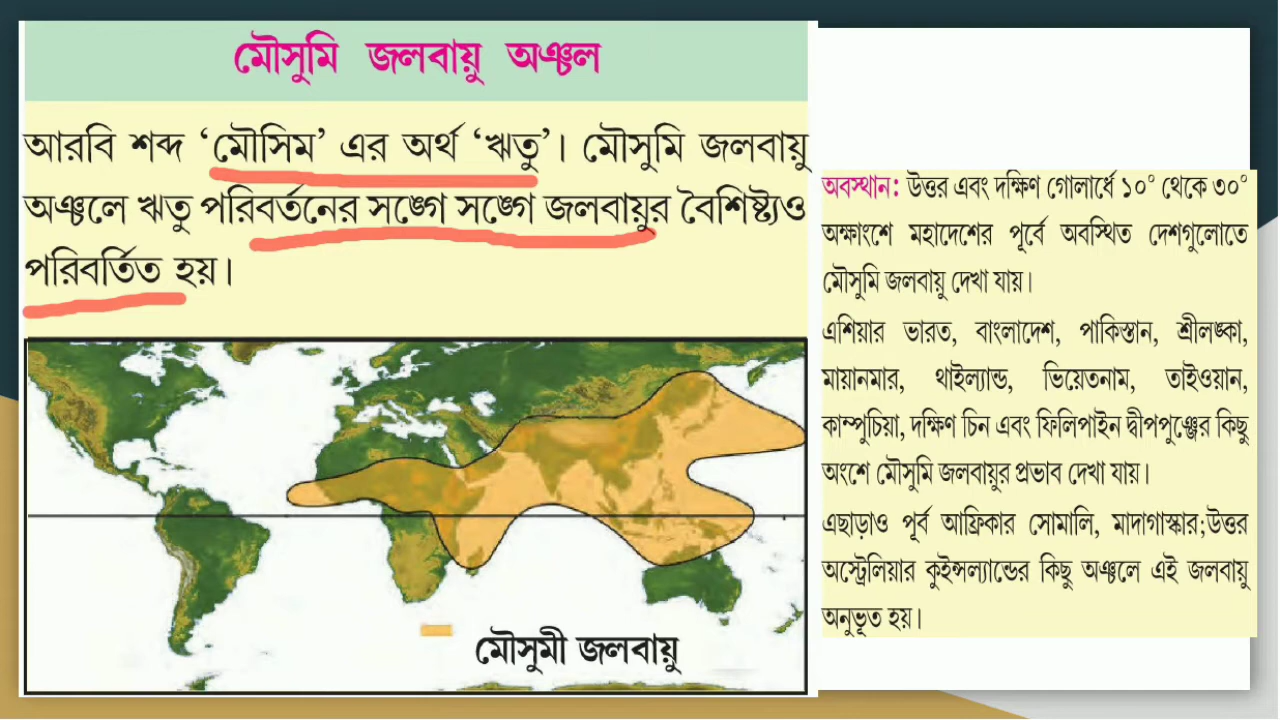 মৌসুমি জলবায়ু অঞ্চল
আরবি শব্দ ‘মৌসিম’ এর অর্থ ‘ঋতু’। মৌসুমি জলবায়ু
অঞ্চলে ঋতু পরিবর্তনের সঙ্গে সঙ্গে জলবায়ুর বৈশিষ্ট্যও
পরিবর্তিত হয়।
মৌসুমী জলবায়ু
অবস্থান: উত্তর এবং দক্ষিণ গোলার্ধে ১০° থেকে ৩০°
অক্ষাংশে মহাদেশের পূর্বে অবস্থিত দেশগুলোতে
মৌসুমি জলবায়ু দেখা যায়।
এশিয়ার ভারত, বাংলাদেশ, পাকিস্তান, শ্রীলঙ্কা,
মায়ানমার, থাইল্যান্ড, ভিয়েতনাম, তাইওয়ান,
কাম্পুচিয়া, দক্ষিণ চিন এবং ফিলিপাইন দ্বীপপুঞ্জের কিছু
অংশে মৌসুমি জলবায়ুর প্রভাব দেখা যায়।
এছাড়াও পূর্ব আফ্রিকার সোমালি, মাদাগাস্কার;উত্তর
অস্ট্রেলিয়ার কুইন্সল্যান্ডের কিছু অঞ্চলে এই জলবায়ু
অনুভূত হয়।